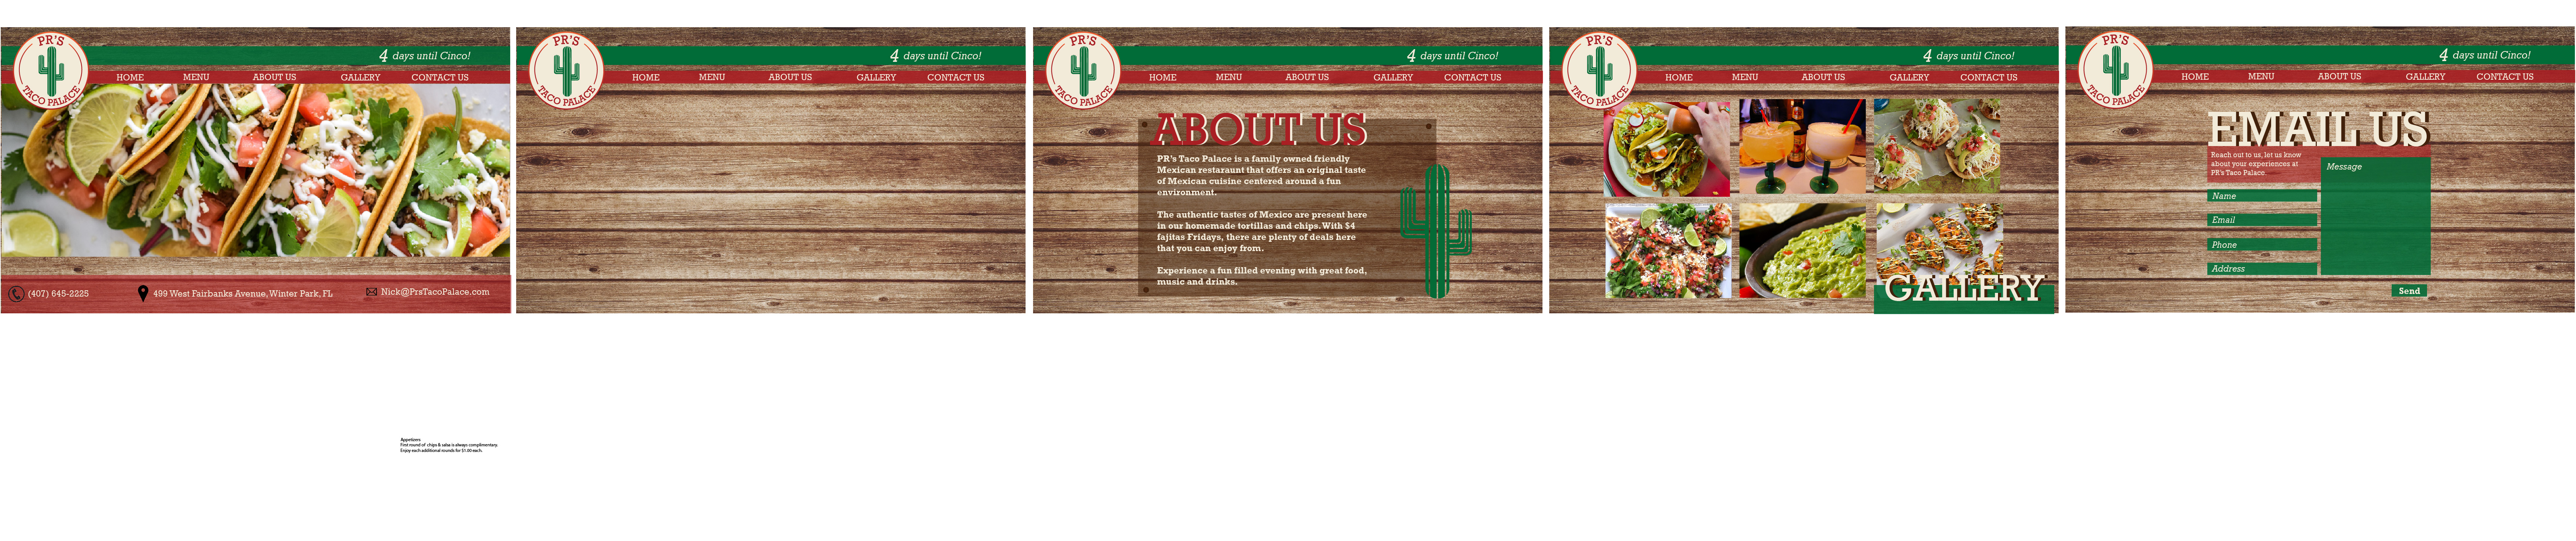 PR'S
TACO PALACE
4 days until Cinco!
HOME MENU ABOUT US GALLERY CONTACT US
(407) 645-2225
499 West Fairbanks Avenue, Winter Park, FL
Nick@PrsTacoPalace.com
PR'S
TACO PALACE
4 days until Cinco!
HOME MENU ABOUT US GALLERY CONTACT US
PR'S
TACO PALACE
4 days until Cinco!
HOME MENU ABOUT US GALLERY CONTACT US
ABOUT US
PR's Taco Palace is a family owned friendly
Mexican restaraunt that offers an original taste
of Mexican cuisine centered around a fun
environment.
The authentic tastes of Mexico are present here
in our homemade tortillas and chips. With $4
fajitas Fridays, there are plenty of deals here
that you can enjoy from.
Experience a fun filled evening with great food,
music and drinks.
PR'S
TACO PALACE
4 days until Cinco!
HOME MENU ABOUT US GALLERY CONTACT US
GALLERY
PR'S
TACO PALACE
4 days until Cinco!
HOME MENU ABOUT US GALLERY CONTACT US
EMAIL US
Reach out to us, let us know
about your experiences at
PR's Taco Palace.
Name
Email
Phone
Address
Message
Send
Appetizers
First round of chips & salsa is always complimentary.
Enjoy each additional rounds for $1.00 each.